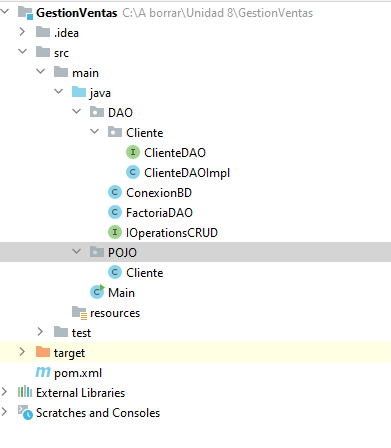 GestionVentas C:\A borrar\Unidad 8\GestionVentas
.idea
src
main
java
DAO
Cliente
I ClienteDAO
C ClienteDAOImpl
C ConexionBD
C FactoriaDAO
I IOperationsCRUD
POJO
C Cliente
C Main
resources
test
target
m pom.xml
External Libraries
Scratches and Consoles